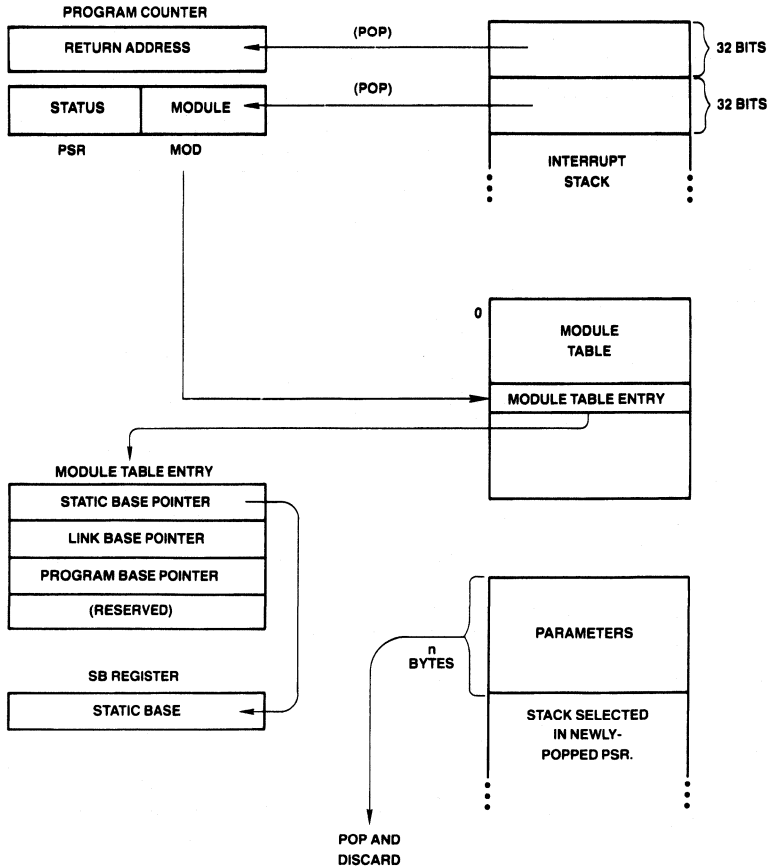 PROGRAM COUNTER
RETURN ADDRESS
(POP)
32 BITS
STATUS
MODULE
(POP)
32 BITS
PSR
MOD
INTERRUPT
STACK
0
MODULE
TABLE
MODULE TABLE ENTRY
MODULE TABLE ENTRY
STATIC BASE POINTER
LINK BASE POINTER
PROGRAM BASE POINTER
(RESERVED)
SB REGISTER
STATIC BASE
n
BYTES
PARAMETERS
STACK SELECTED
IN NEWLY-
POPPED PSR.
POP AND
DISCARD